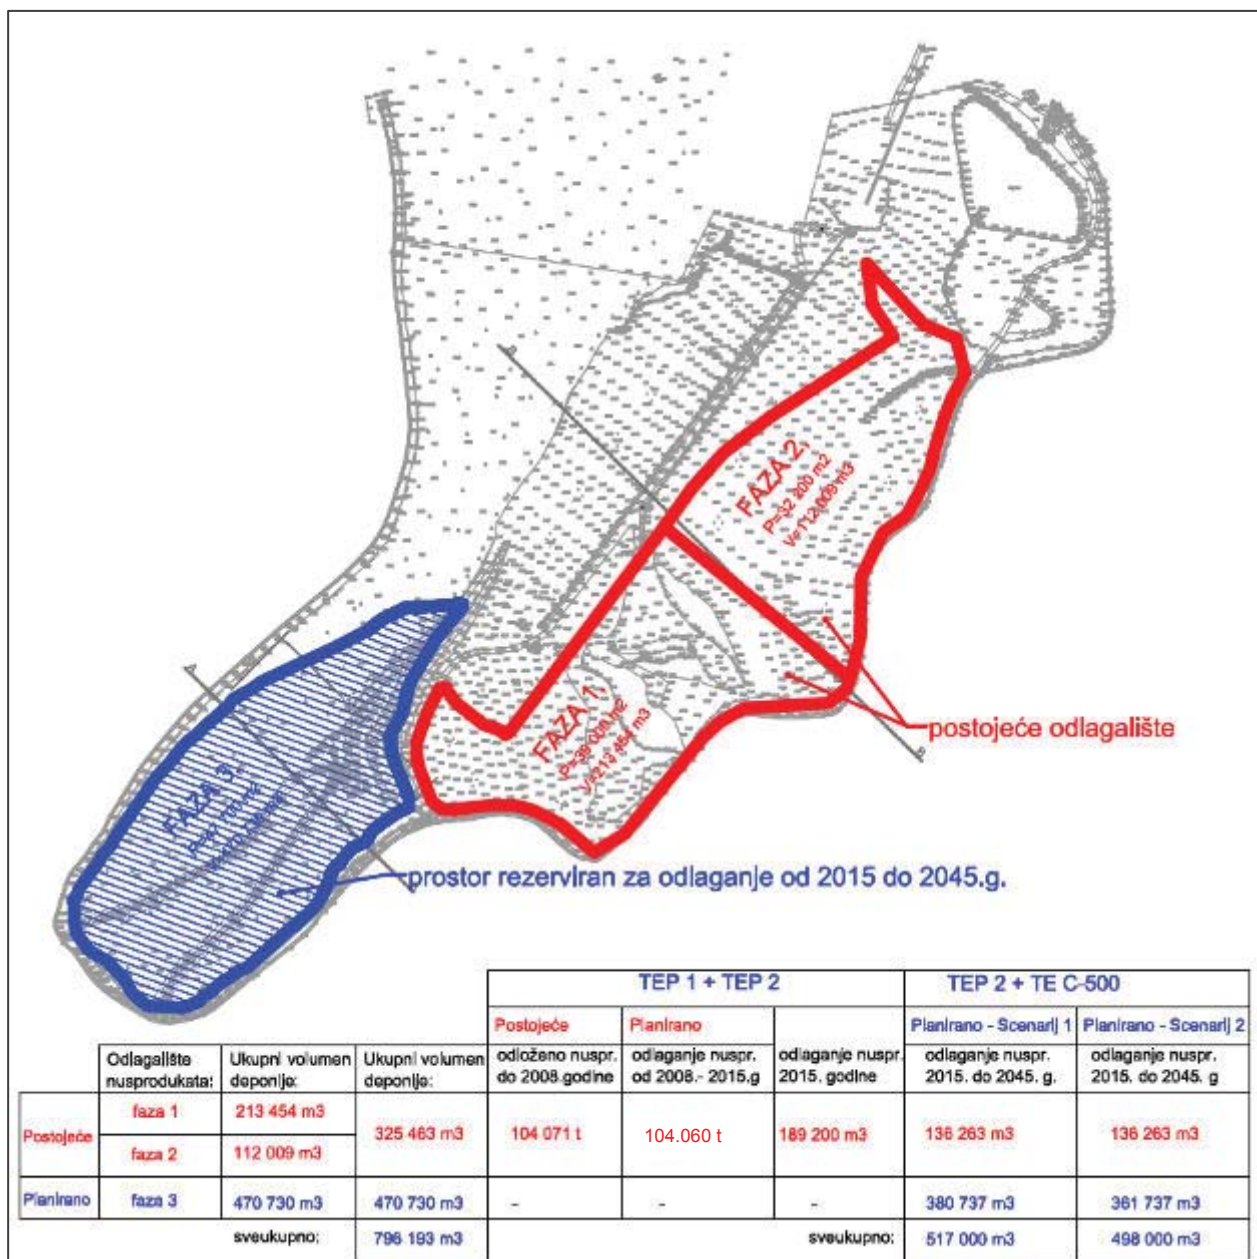 FAZA 2.
P=32 200 m2
V=112 009 m3
FAZA 1.
V=213 454 m3
postojeće odlagalište
FAZA 3.
prostor rezerviran za odlaganje od 2015 do 2045.g.
TEP 1 + TEP 2 TEP 2 + TE C-500
Postojeće Planirano Planirano - Scenarij 1 Planirano - Scenarij 2
Odlagalište Ukupni volumen Ukupni volumen odloženo nuspr. odlaganje nuspr. odlaganje nuspr. odlaganje nuspr. odlaganje nuspr.
nusprodukata: deponije: deponije: do 2008.godine od 2008.- 2015.g 2015. godine 2015. do 2045. g. 2015. do 2045. g
Postojeće faza 1 213 454 m3 325 463 m3 104 071 t 104.060 t 189 200 m3 136 263 m3 136 263 m3
faza 2 112 009 m3
Planirano faza 3 470 730 m3 470 730 m3 - - - 380 737 m3 361 737 m3
sveukupno: 796 193 m3 sveukupno: 517 000 m3 498 000 m3